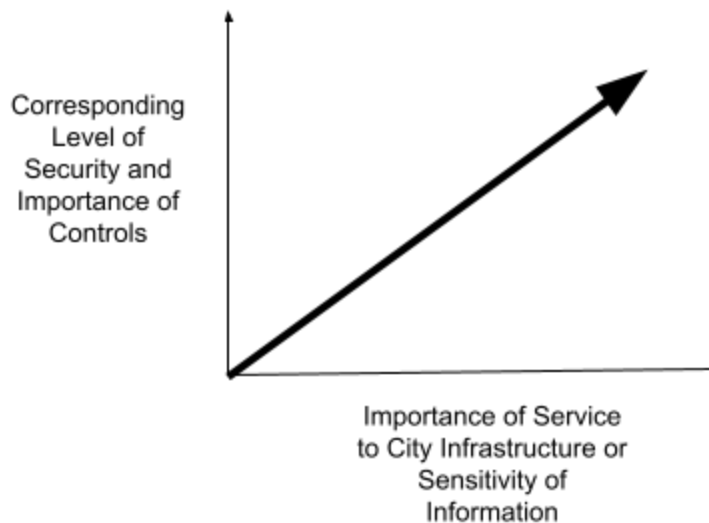 Corresponding
Level of
Security and
Importance of
Controls
Importance of Service
to City Infrastructure or
Sensitivity of
Information